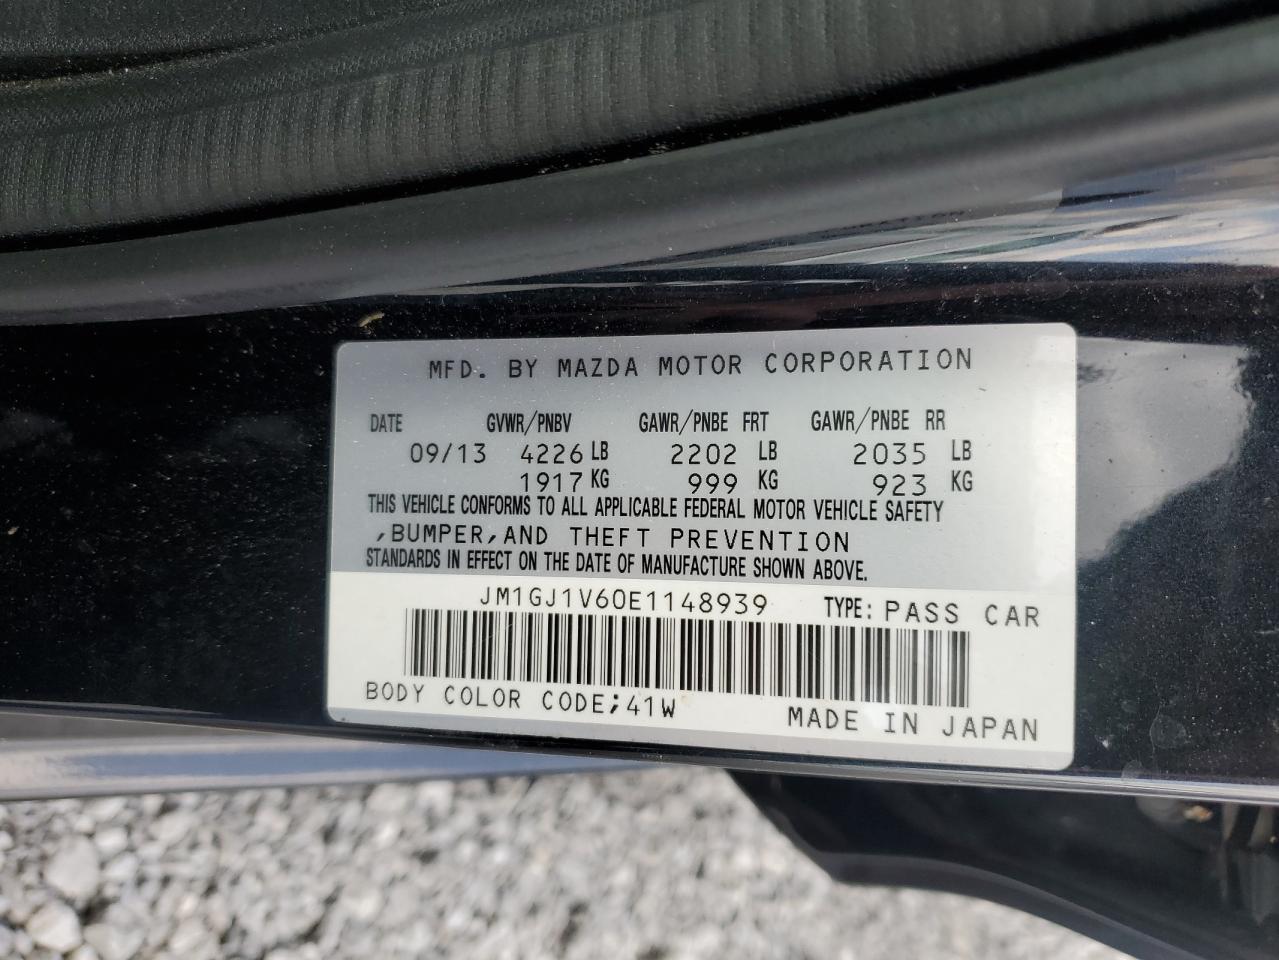 MFD. BY MAZDA MOTOR CORPORATION
DATE GVWR/PNBV GAWR/PNBE FRT GAWR/PNBE RR
09/13 4226 LB 2202 LB 2035 LB
1917 KG 999 KG 923 KG
THIS VEHICLE CONFORMS TO ALL APPLICABLE FEDERAL MOTOR VEHICLE SAFETY
,BUMPER,AND THEFT PREVENTION
STANDARDS IN EFFECT ON THE DATE OF MANUFACTURE SHOWN ABOVE.
JM1GJ1V60E1148939 TYPE: PASS CAR
BODY COLOR CODE;41W MADE IN JAPAN